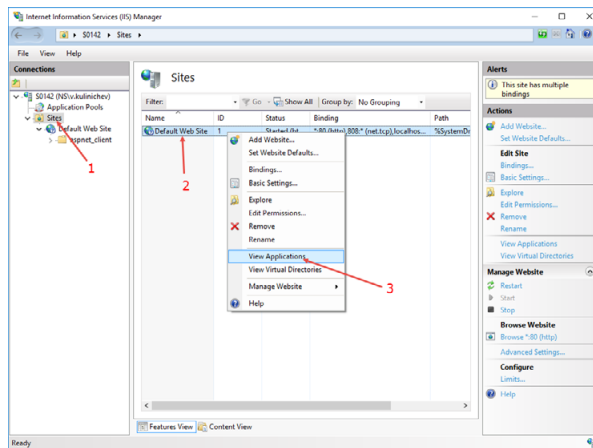 Internet Information Services (IIS) Manager
S0142 ▸ Sites ▸
File View Help
Connections
S0142 (NS\v.kulinichev)
Application Pools
Sites
Default Web Site
aspnet_client
1
Sites
Filter: Go Show All Group by: No Grouping
Name ID Status Binding Path
Default Web Site 1 Started (ht... *:80 (http),808:* (net.tcp),localhos... %SystemDr
2
Add Website...
Set Website Defaults...
Bindings...
Basic Settings...
Explore
Edit Permissions...
Remove
Rename
View Applications
View Virtual Directories
Manage Website
Help
3
Features View Content View
Alerts
This site has multiple
bindings
Actions
Add Website...
Set Website Defaults...
Edit Site
Bindings...
Basic Settings...
Explore
Edit Permissions...
Remove
Rename
View Applications
View Virtual Directories
Manage Website
Restart
Start
Stop
Browse Website
Browse *:80 (http)
Advanced Settings...
Configure
Limits...
Help
Ready